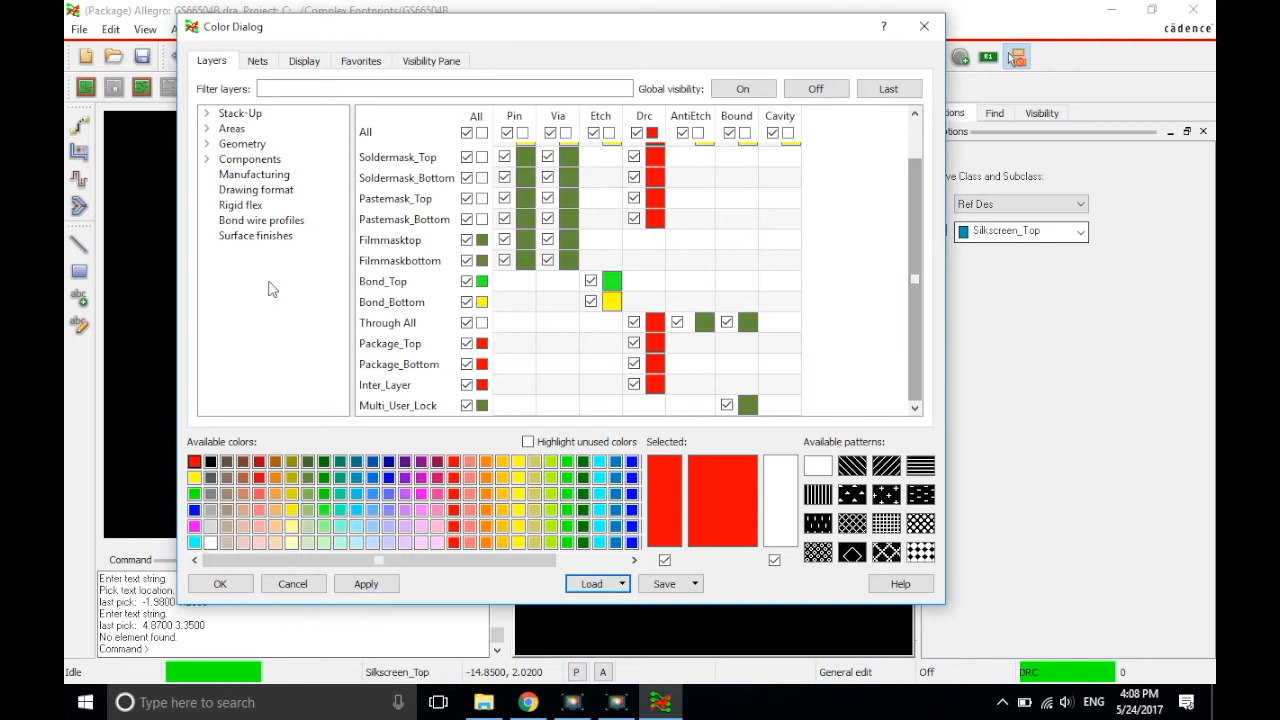 (Package) Allegro: GS66504B.dra Project: C:.../Complex Footprints/GS66504B
File Edit View
cādence
Color Dialog
?
Layers Nets Display Favorites Visibility Pane
Filter layers:
Global visibility: On Off Last
Stack-Up
Areas
Geometry
Components
Manufacturing
Drawing format
Rigid flex
Bond wire profiles
Surface finishes
All Pin Via Etch Drc AntiEtch Bound Cavity
All
Soldermask_Top
Soldermask_Bottom
Pastemask_Top
Pastemask_Bottom
Filmmasktop
Filmmaskbottom
Bond_Top
Bond_Bottom
Through All
Package_Top
Package_Bottom
Inter_Layer
Multi_User_Lock
Available colors:
Highlight unused colors
Selected:
Available patterns:
OK Cancel Apply Load Save Help
Find Visibility
Class and Subclass:
Ref Des
Silkscreen_Top
Command
Enter text string.
Pick text location.
Enter text string.
last pick: 4.8700 3.3500
No element found.
Command >
Idle Silkscreen_Top -14.8500, 2.0200 P A General edit Off DRC 0
Type here to search
ENG
4:08 PM
5/24/2017